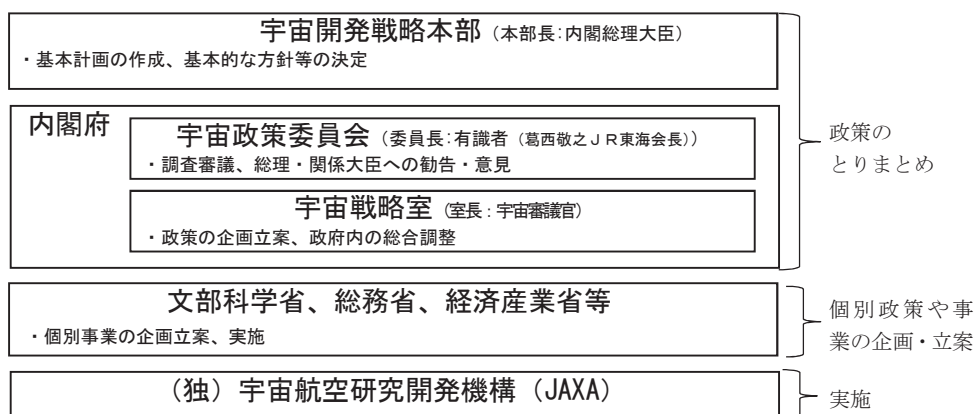 宇宙開発戦略本部（本部長：内閣総理大臣）
・基本計画の作成、基本的な方針等の決定
内閣府
宇宙政策委員会（委員長：有識者（葛西敬之ＪＲ東海会長））
・調査審議、総理・関係大臣への勧告・意見
宇宙戦略室（室長：宇宙審議官）
・政策の企画立案、政府内の総合調整
政策の
とりまとめ
文部科学省、総務省、経済産業省等
・個別事業の企画立案、実施
個別政策や事
業の企画・立案
（独）宇宙航空研究開発機構（JAXA）
実施